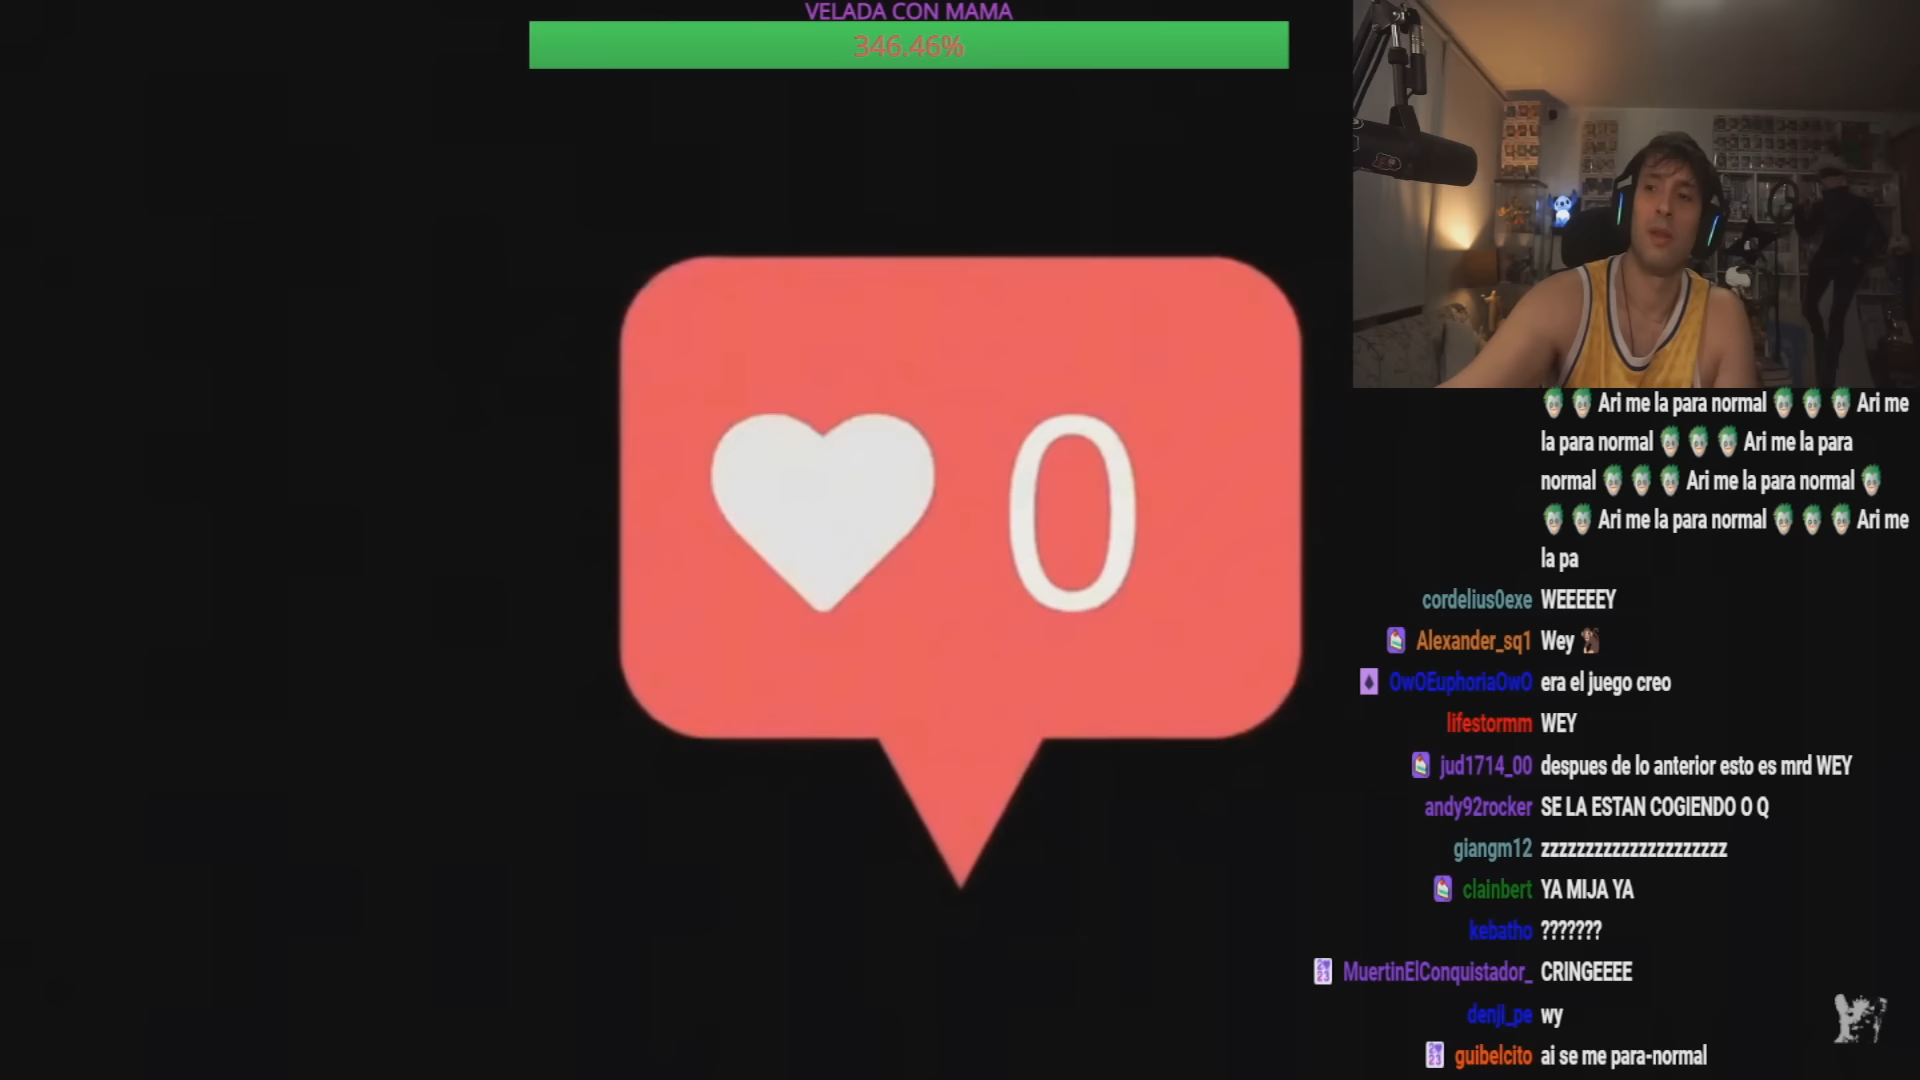 VELADA CON MAMA
346.46%
0
Ari me la para normal Ari me
la para normal Ari me la para
normal Ari me la para normal
Ari me la para normal Ari me
la pa
cordelius0exe WEEEEEY
Alexander_sq1 Wey
OwOEuphoriaOwO era el juego creo
lifestormm WEY
jud1714_00 despues de lo anterior esto es mrd WEY
andy92rocker SE LA ESTAN COGIENDO O Q
giangm12 zzzzzzzzzzzzzzzzzzzzz
clainbert YA MIJA YA
kebatho ???????
MuertinElConquistador_ CRINGEEEE
denji_pe wy
guibelcito ai se me para-normal